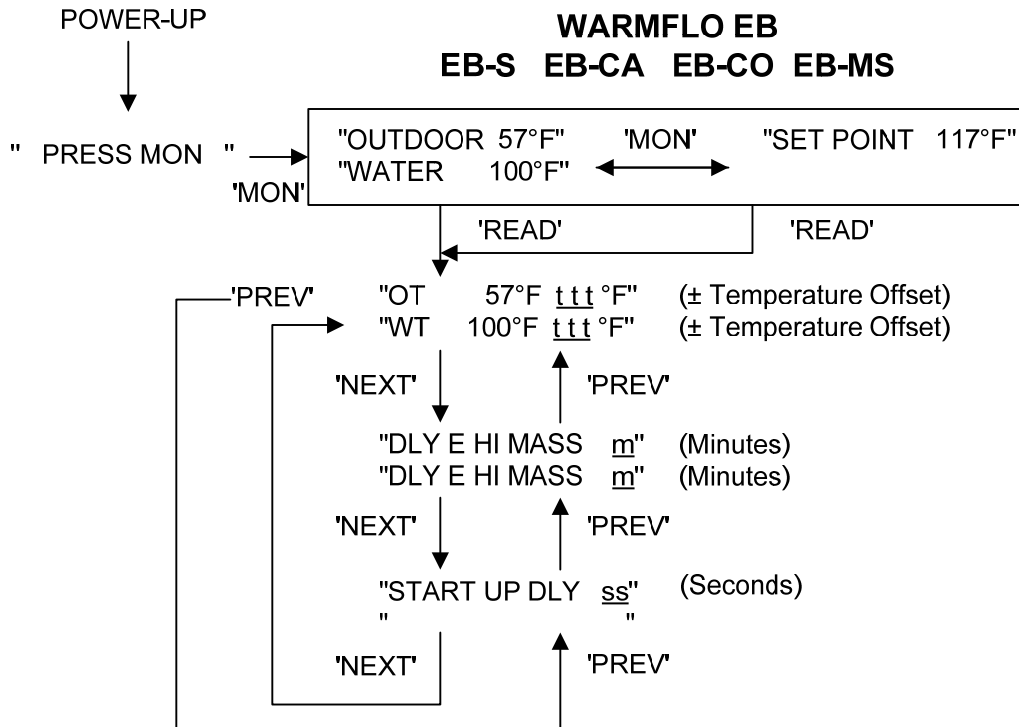 POWER-UP
WARMFLO EB
EB-S EB-CA EB-CO EB-MS
" PRESS MON "
'MON'
"OUTDOOR 57°F" 'MON' "SET POINT 117°F"
"WATER 100°F"
'READ' 'READ'
'PREV' "OT 57°F t t t °F" (± Temperature Offset)
"WT 100°F t t t °F" (± Temperature Offset)
'NEXT' 'PREV'
"DLY E HI MASS m" (Minutes)
"DLY E HI MASS m" (Minutes)
'NEXT' 'PREV'
"START UP DLY ss" (Seconds)
" "
'NEXT' 'PREV'